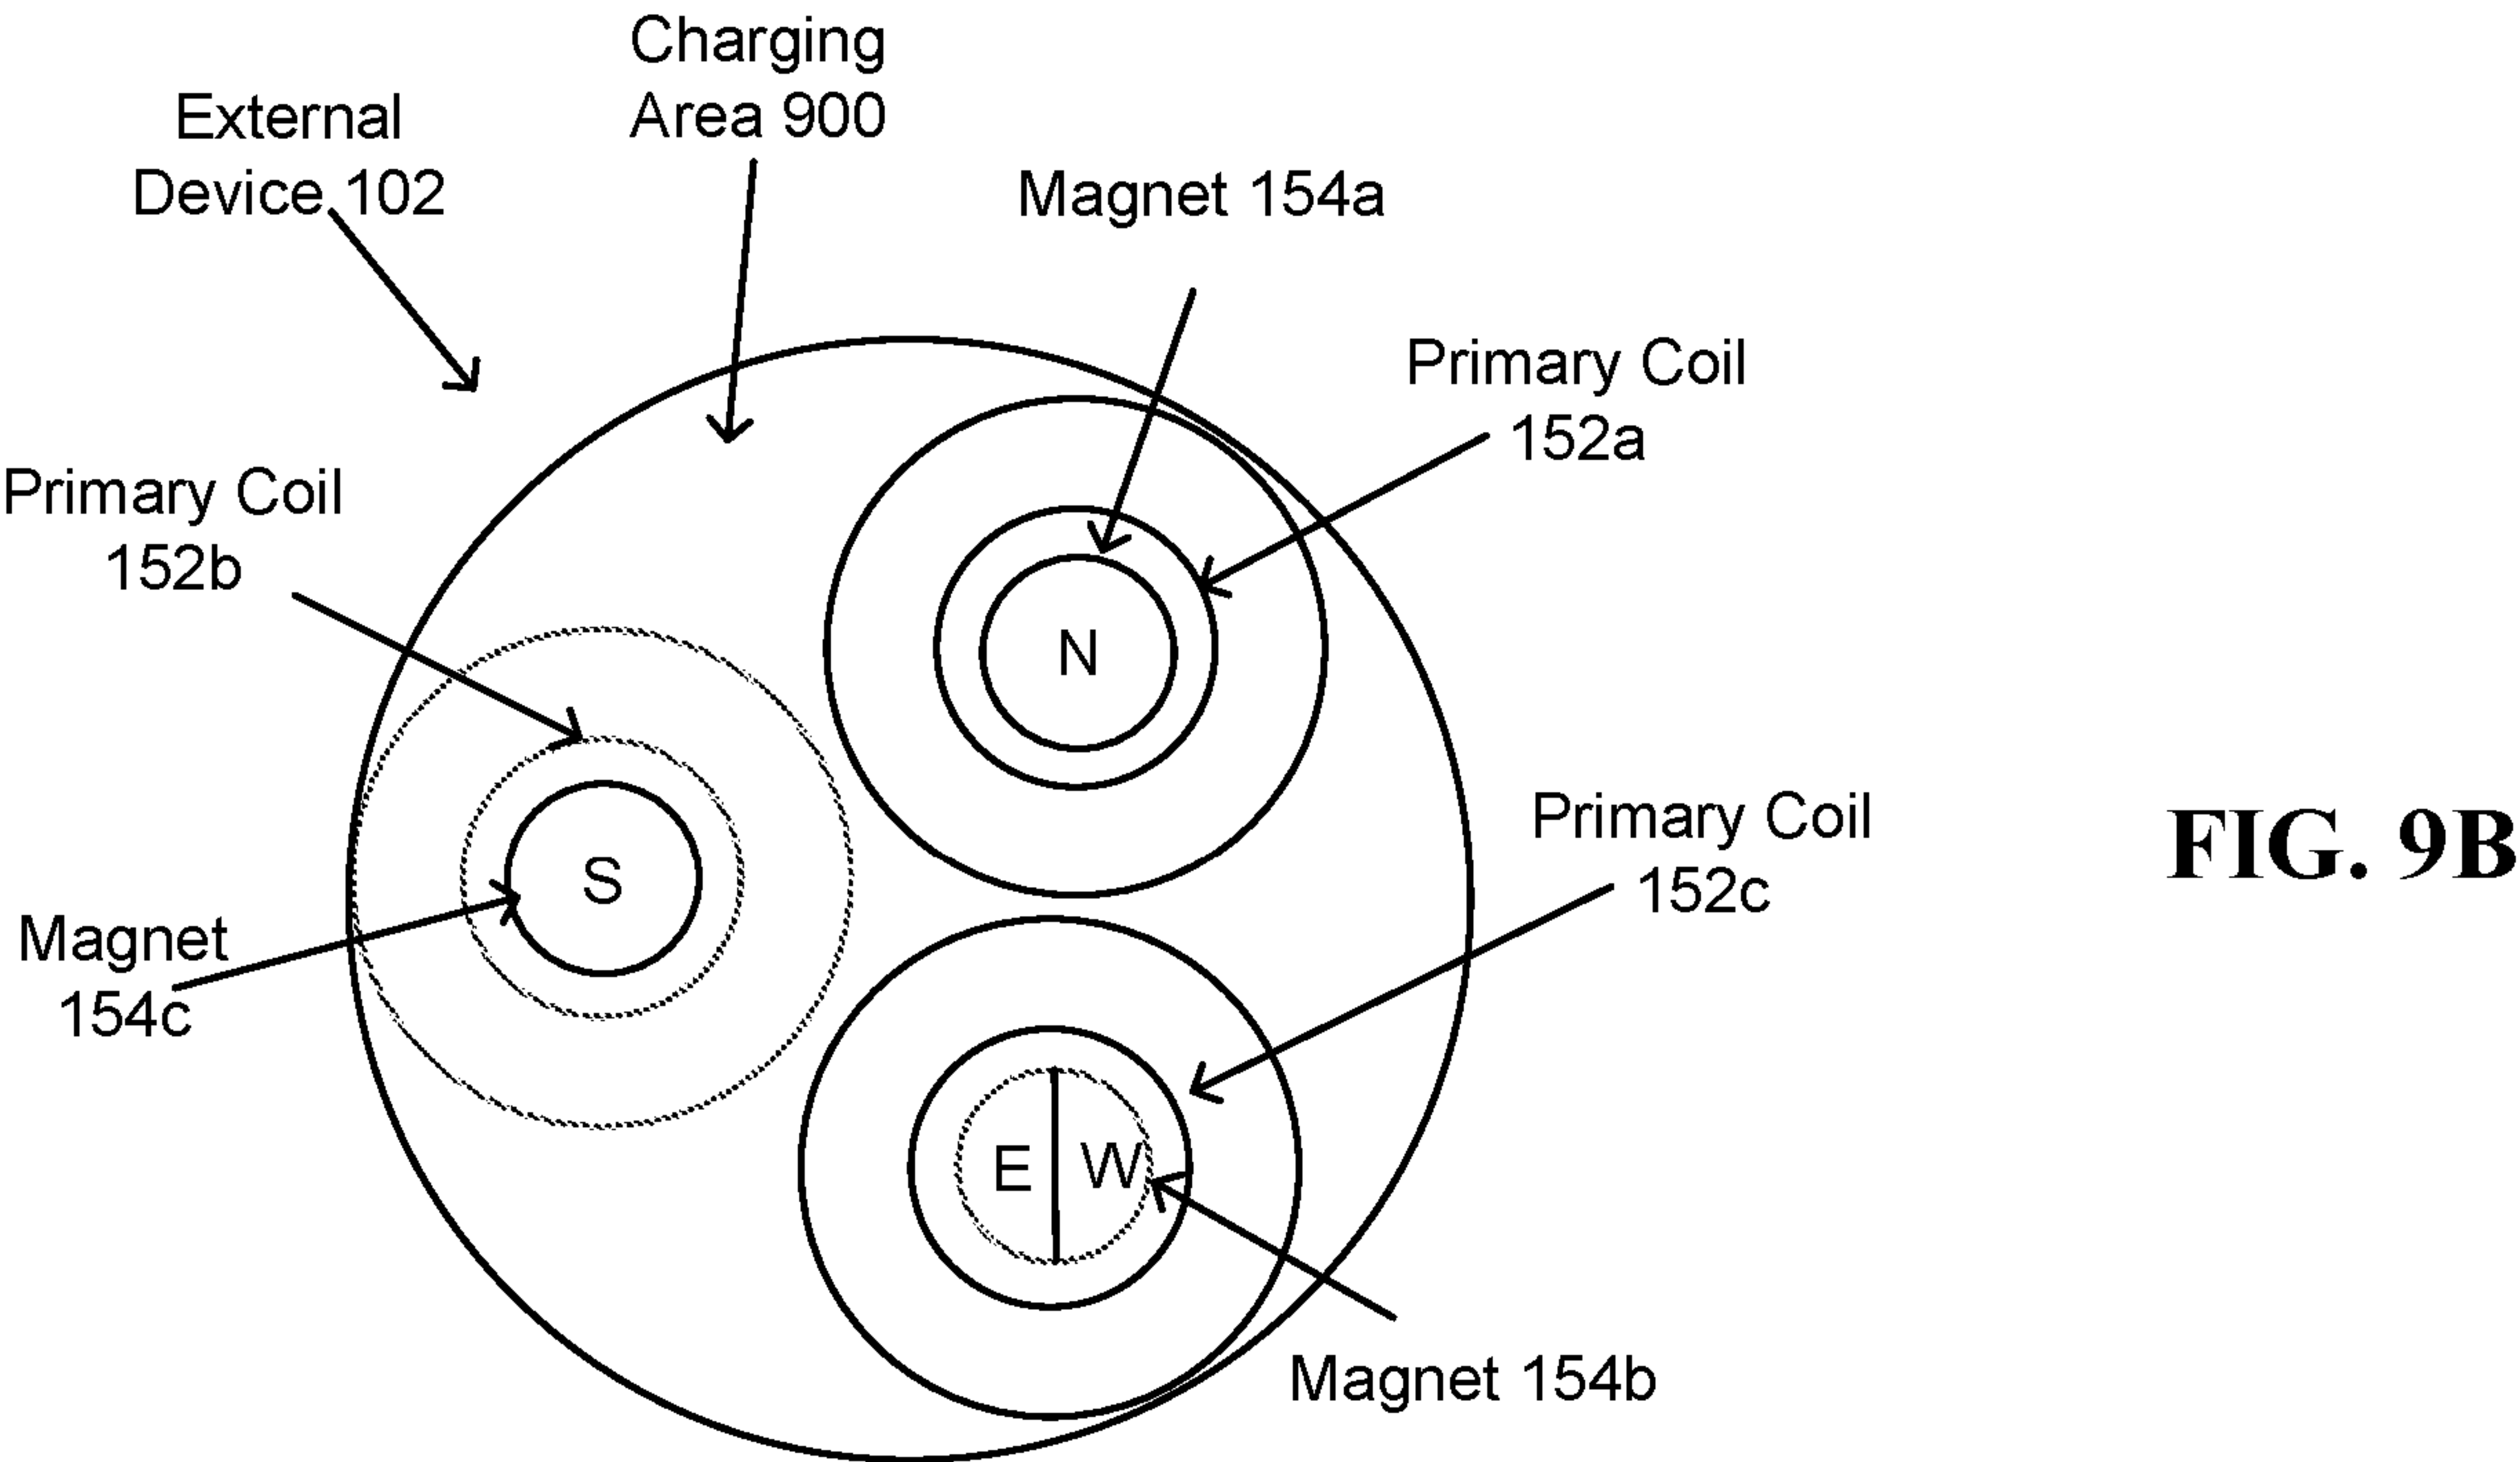 Charging
Area 900
External
Device 102
Magnet 154a
Primary Coil
152a
Primary Coil
152b
N
S
Primary Coil
152c
FIG. 9B
Magnet
154c
E W
Magnet 154b